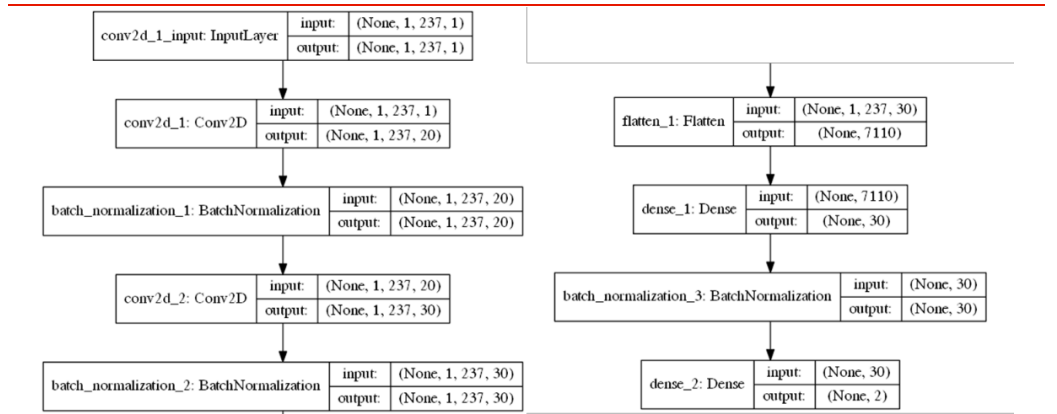 conv2d_1_input: InputLayer
input: (None, 1, 237, 1)
output: (None, 1, 237, 1)
conv2d_1: Conv2D
input: (None, 1, 237, 1)
output: (None, 1, 237, 20)
batch_normalization_1: BatchNormalization
input: (None, 1, 237, 20)
output: (None, 1, 237, 20)
conv2d_2: Conv2D
input: (None, 1, 237, 20)
output: (None, 1, 237, 30)
batch_normalization_2: BatchNormalization
input: (None, 1, 237, 30)
output: (None, 1, 237, 30)
flatten_1: Flatten
input: (None, 1, 237, 30)
output: (None, 7110)
dense_1: Dense
input: (None, 7110)
output: (None, 30)
batch_normalization_3: BatchNormalization
input: (None, 30)
output: (None, 30)
dense_2: Dense
input: (None, 30)
output: (None, 2)